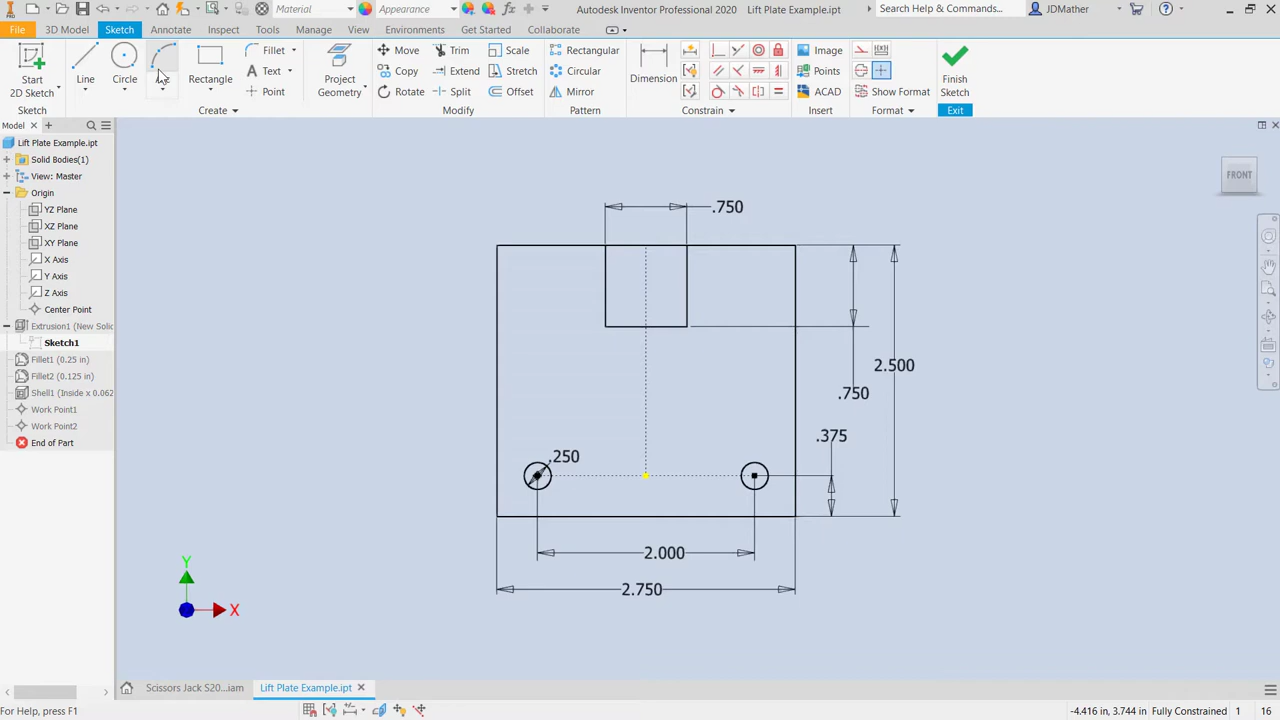 Material
Appearance
Autodesk Inventor Professional 2020
Lift Plate Example.ipt
Search Help & Commands...
JDMather
File
3D Model
Sketch
Annotate
Inspect
Tools
Manage
View
Environments
Get Started
Collaborate
Start
2D Sketch
Line
Circle
Arc
Rectangle
Fillet
Text
Point
Project
Geometry
Move
Copy
Rotate
Trim
Extend
Split
Scale
Stretch
Offset
Rectangular
Circular
Mirror
Dimension
Image
Points
ACAD
Show Format
Finish
Sketch
Sketch
Create
Modify
Pattern
Constrain
Insert
Format
Exit
Model
Lift Plate Example.ipt
Solid Bodies(1)
View: Master
Origin
YZ Plane
XZ Plane
XY Plane
X Axis
Y Axis
Z Axis
Center Point
Extrusion1 (New Solid
Sketch1
Fillet1 (0.25 in)
Fillet2 (0.125 in)
Shell1 (Inside x 0.062
Work Point1
Work Point2
End of Part
FRONT
.750
2.500
.750
.375
.250
2.000
2.750
Y
X
Scissors Jack S20...iam
Lift Plate Example.ipt
For Help, press F1
-4.416 in, 3.744 in
Fully Constrained
1
16